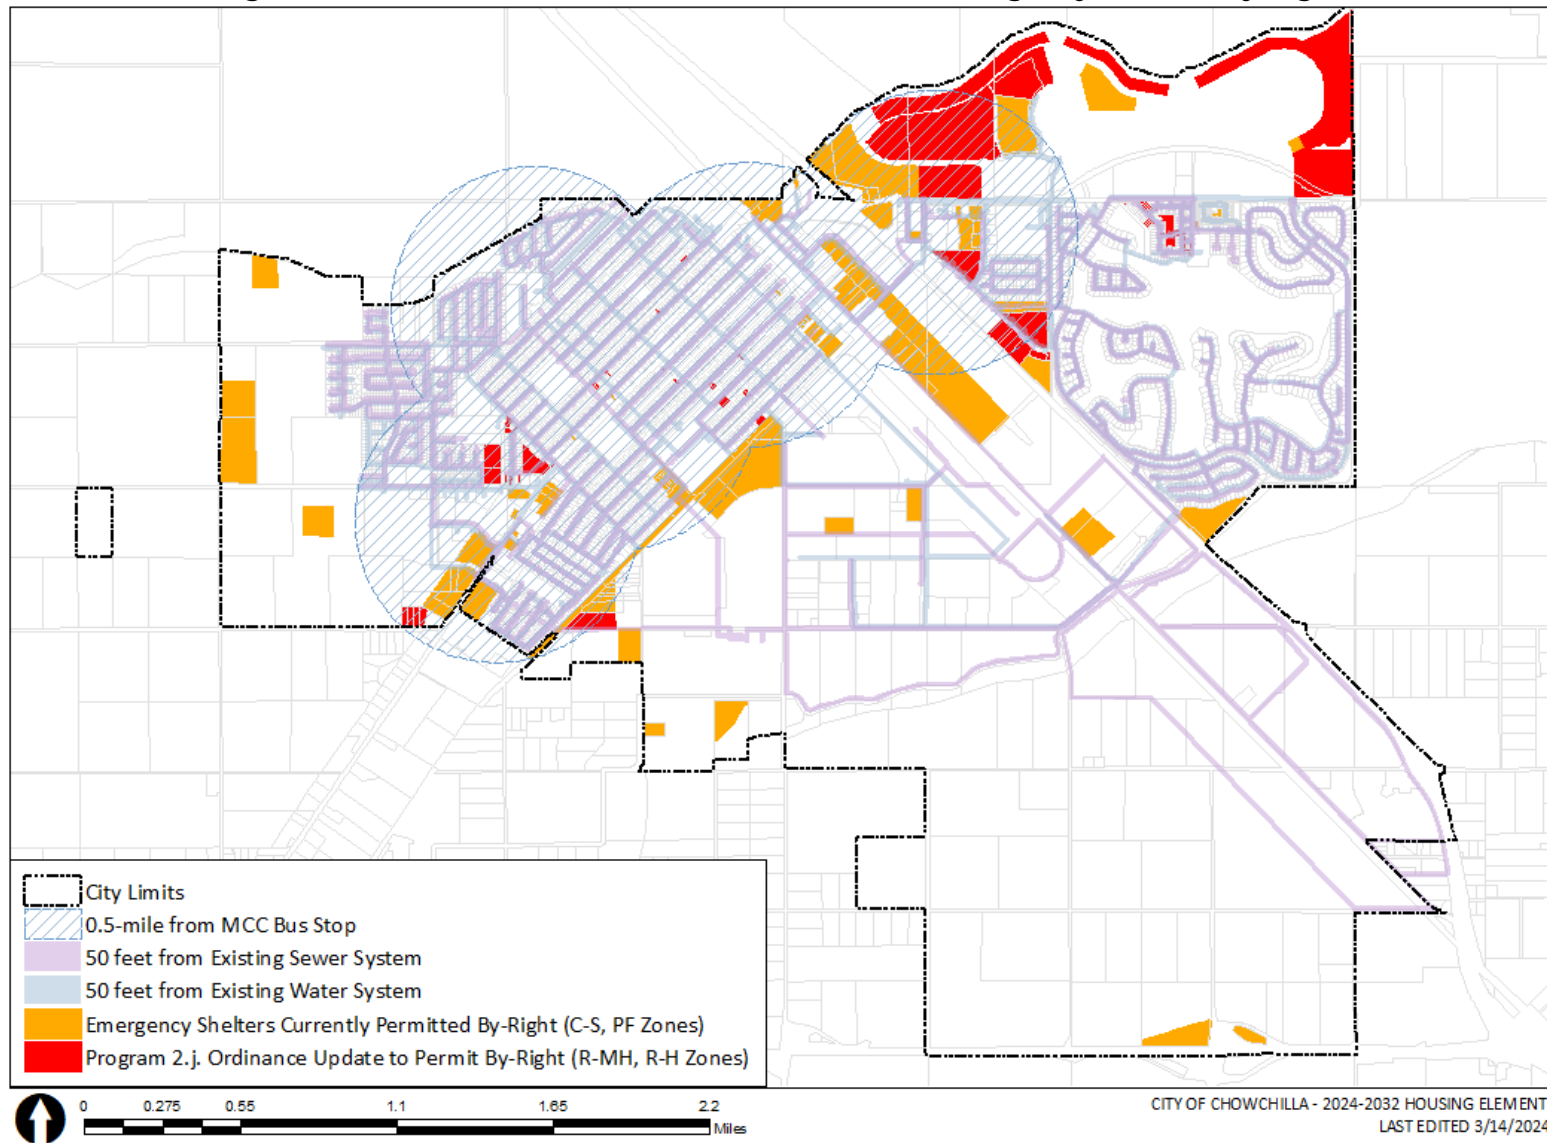 City Limits
0.5-mile from MCC Bus Stop
50 feet from Existing Sewer System
50 feet from Existing Water System
Emergency Shelters Currently Permitted By-Right (C-S, PF Zones)
Program 2.j. Ordinance Update to Permit By-Right (R-MH, R-H Zones)
0 0.275 0.55 1.1 1.65 2.2
Miles
CITY OF CHOWCHILLA - 2024-2032 HOUSING ELEMENT
LAST EDITED 3/14/2024